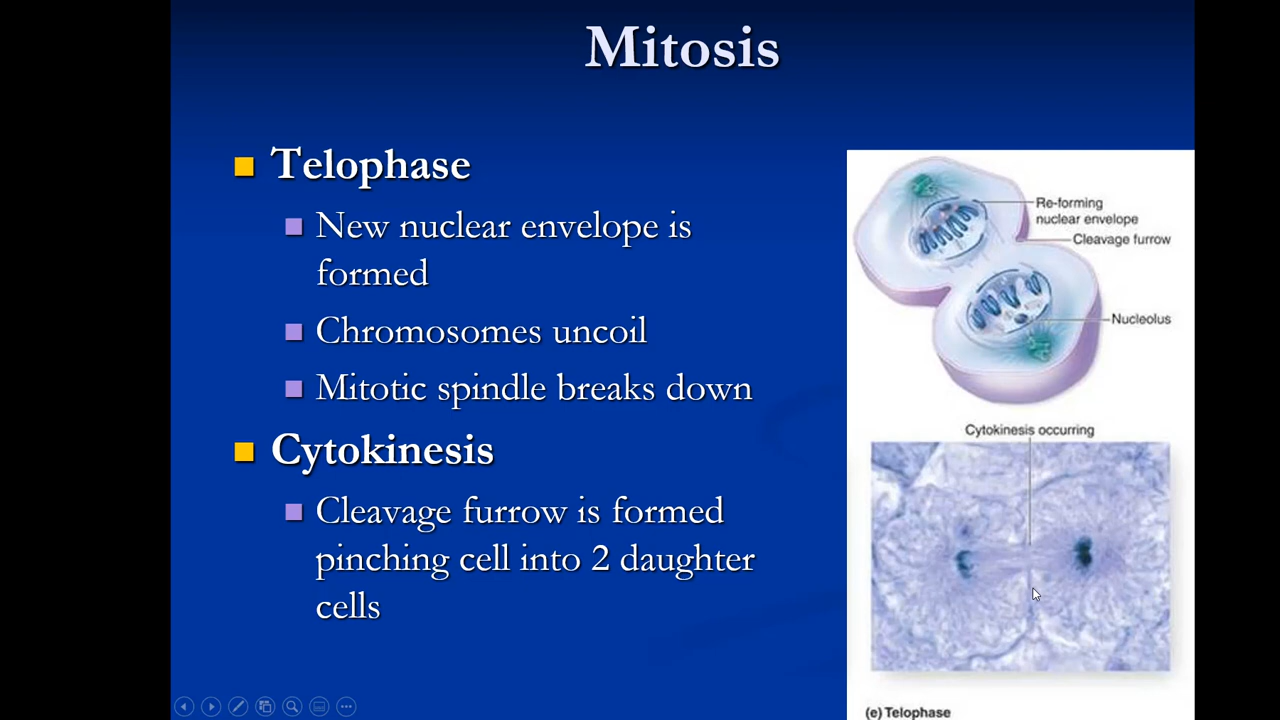 Mitosis
Telophase
New nuclear envelope is
formed
Chromosomes uncoil
Mitotic spindle breaks down
Cytokinesis
Cleavage furrow is formed
pinching cell into 2 daughter
cells
Re-forming
nuclear envelope
Cleavage furrow
Nucleolus
Cytokinesis occurring
(e) Telophase